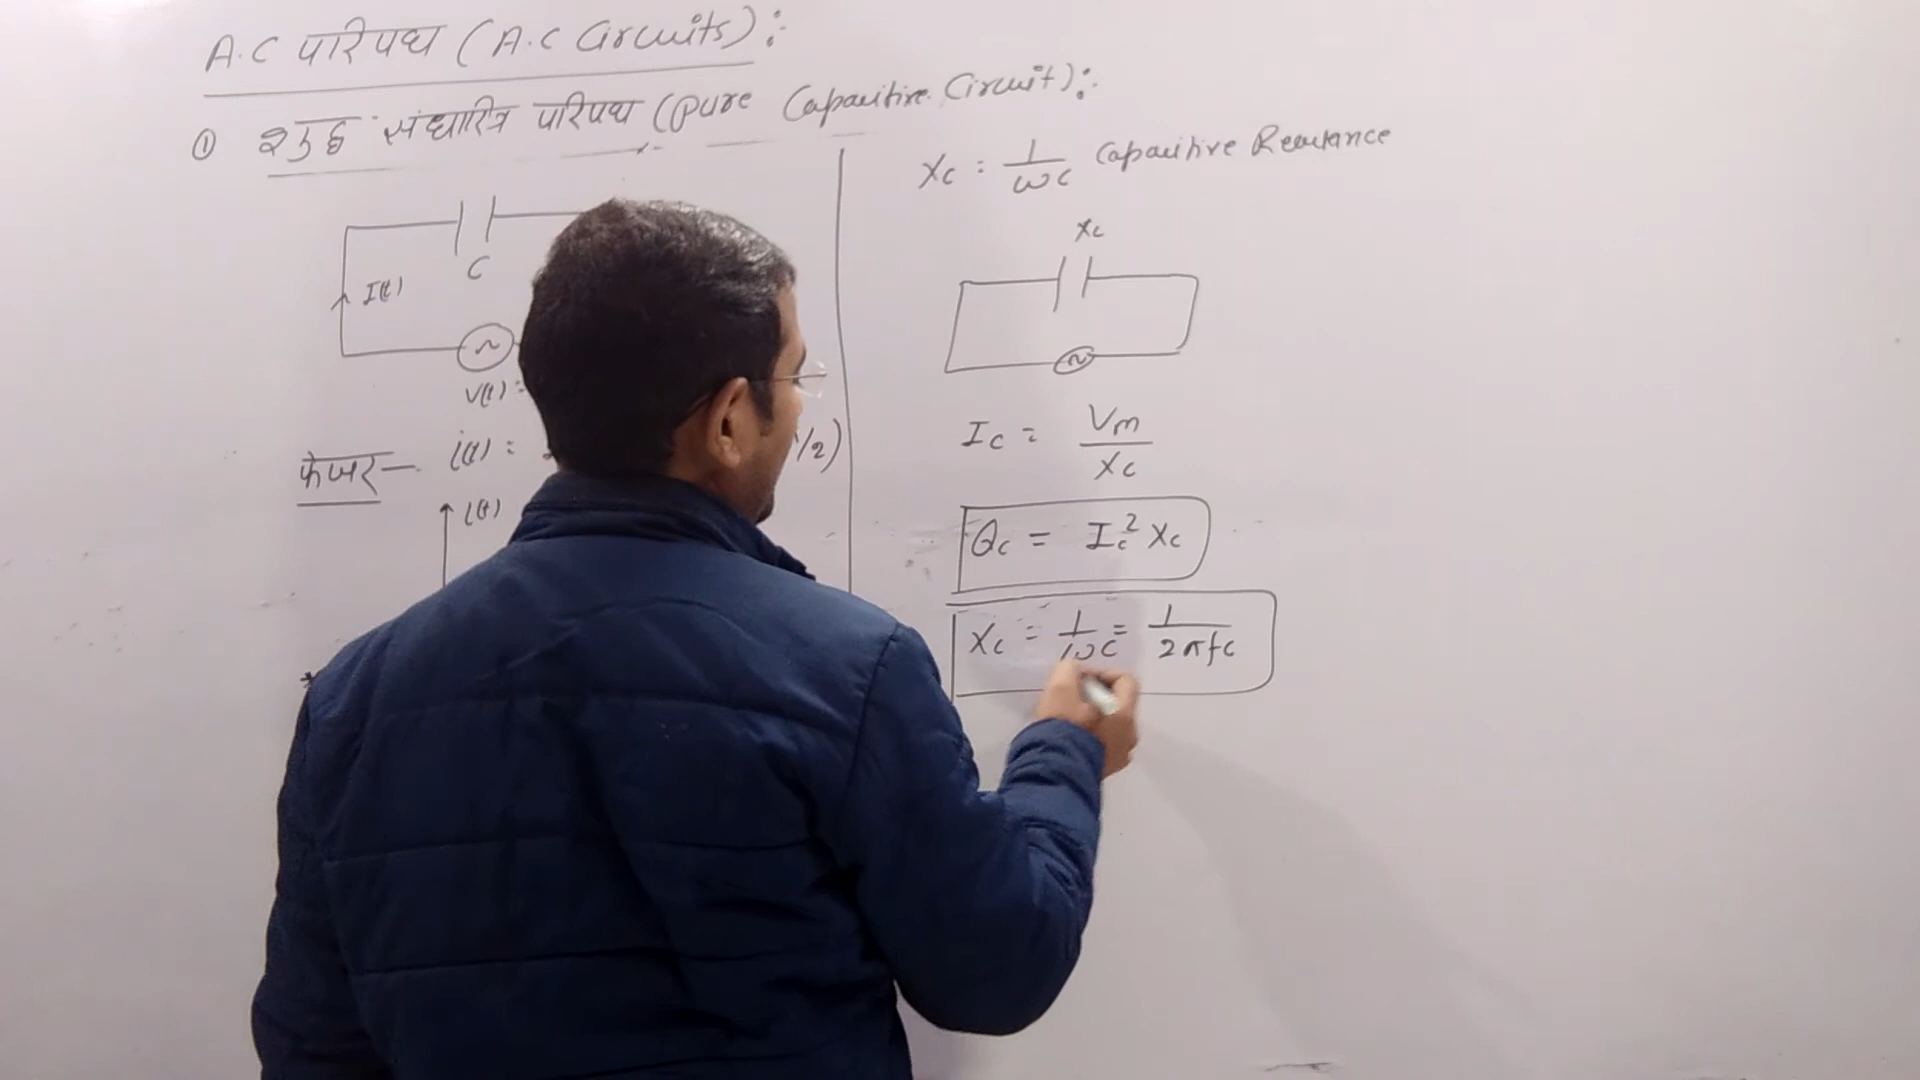 A.C परिपथ (A.C Circuits):
① शुद्ध संधारित्र परिपथ (Pure Capacitive Circuit):
C
I(t)
~
V(t) =
फेजर — i(t) =
/2)
i(t)
*
Xc = 1/ωC Capacitive Reactance
Xc
~
Ic = Vm/Xc
Qc = Ic² Xc
Xc = 1/ωC = 1/2πfC